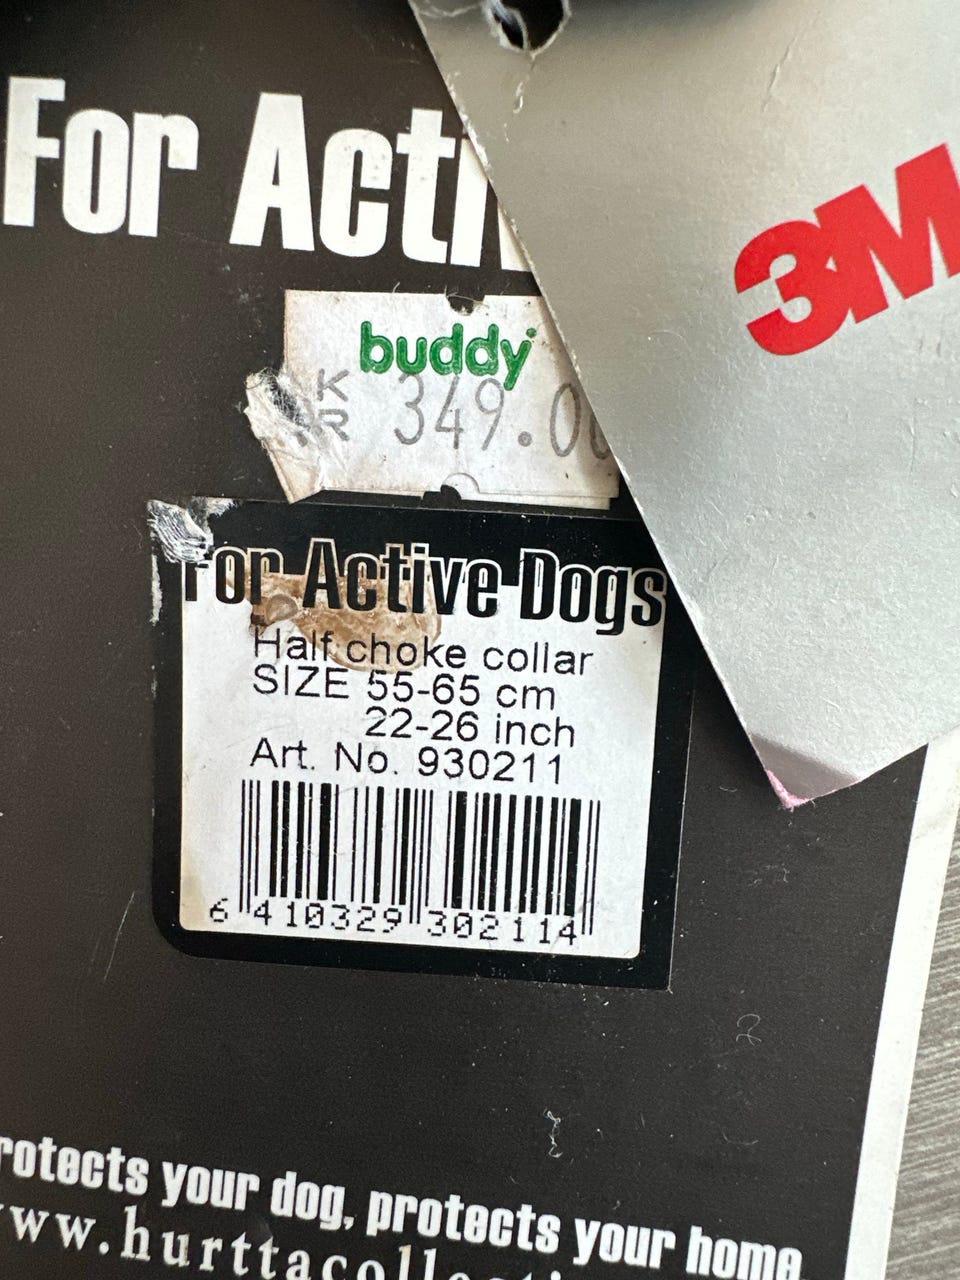 For Acti
3M
buddy
KR 349.00
For Active Dogs
Half choke collar
SIZE 55-65 cm
22-26 inch
Art. No. 930211
6 410329 302114
rotects your dog, protects your home
ww.hurttacollecti